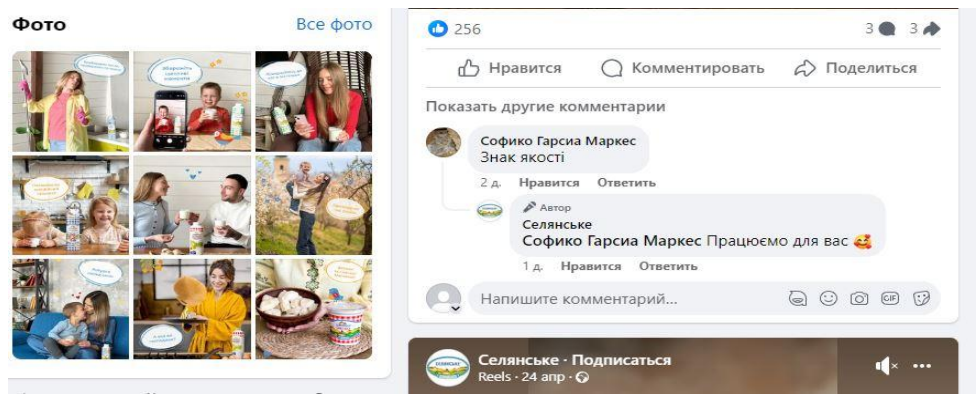 Фото
Все фото
256
3
3
Нравится
Комментировать
Поделиться
Показать другие комментарии
Софико Гарсиа Маркес
Знак якості
2 д. Нравится Ответить
Автор
Селянське
Софико Гарсиа Маркес Працюємо для вас 🥰
1 д. Нравится Ответить
Напишите комментарий...
GIF
Селянське · Подписаться
Reels · 24 апр ·